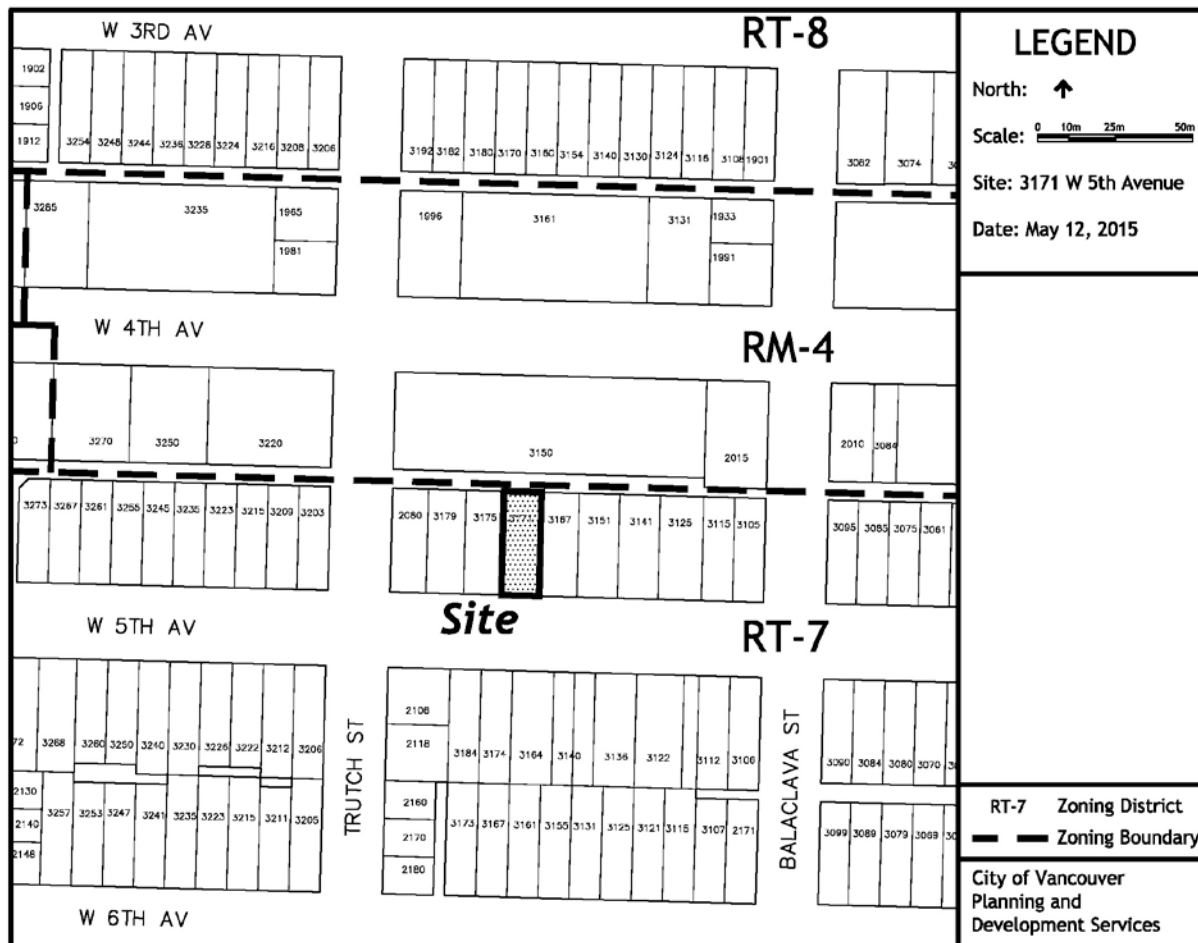 W 3RD AV
RT-8
1902
1906
1912
3254 3248 3244 3236 3228 3224 3216 3208 3206
3192 3182 3180 3170 3160 3154 3140 3130 3124 3116 3108 1901
3082 3074
3285 3235 1965
1981
1996 3161 3131 1933
1991
W 4TH AV
RM-4
3270 3250 3220
3150 2015
2010 3084
3273 3267 3261 3255 3245 3235 3223 3215 3209 3203
2080 3179 3175 3171 3167 3151 3141 3125 3115 3105
3095 3085 3075 3061
Site
W 5TH AV
RT-7
TRUTCH ST
BALACLAVA ST
3268 3260 3250 3240 3230 3226 3222 3212 3206
2130
2140
2148
3257 3253 3247 3241 3235 3223 3215 3211 3205
2108
2118
3184 3174 3164 3140 3136 3122 3112 3106
2160
2170
2180
3173 3167 3161 3155 3131 3125 3121 3115 3107 2171
3090 3084 3080 3070
3099 3089 3079 3069
W 6TH AV
LEGEND
North:
Scale: 0 10m 25m 50m
Site: 3171 W 5th Avenue
Date: May 12, 2015
RT-7 Zoning District
Zoning Boundary
City of Vancouver
Planning and
Development Services